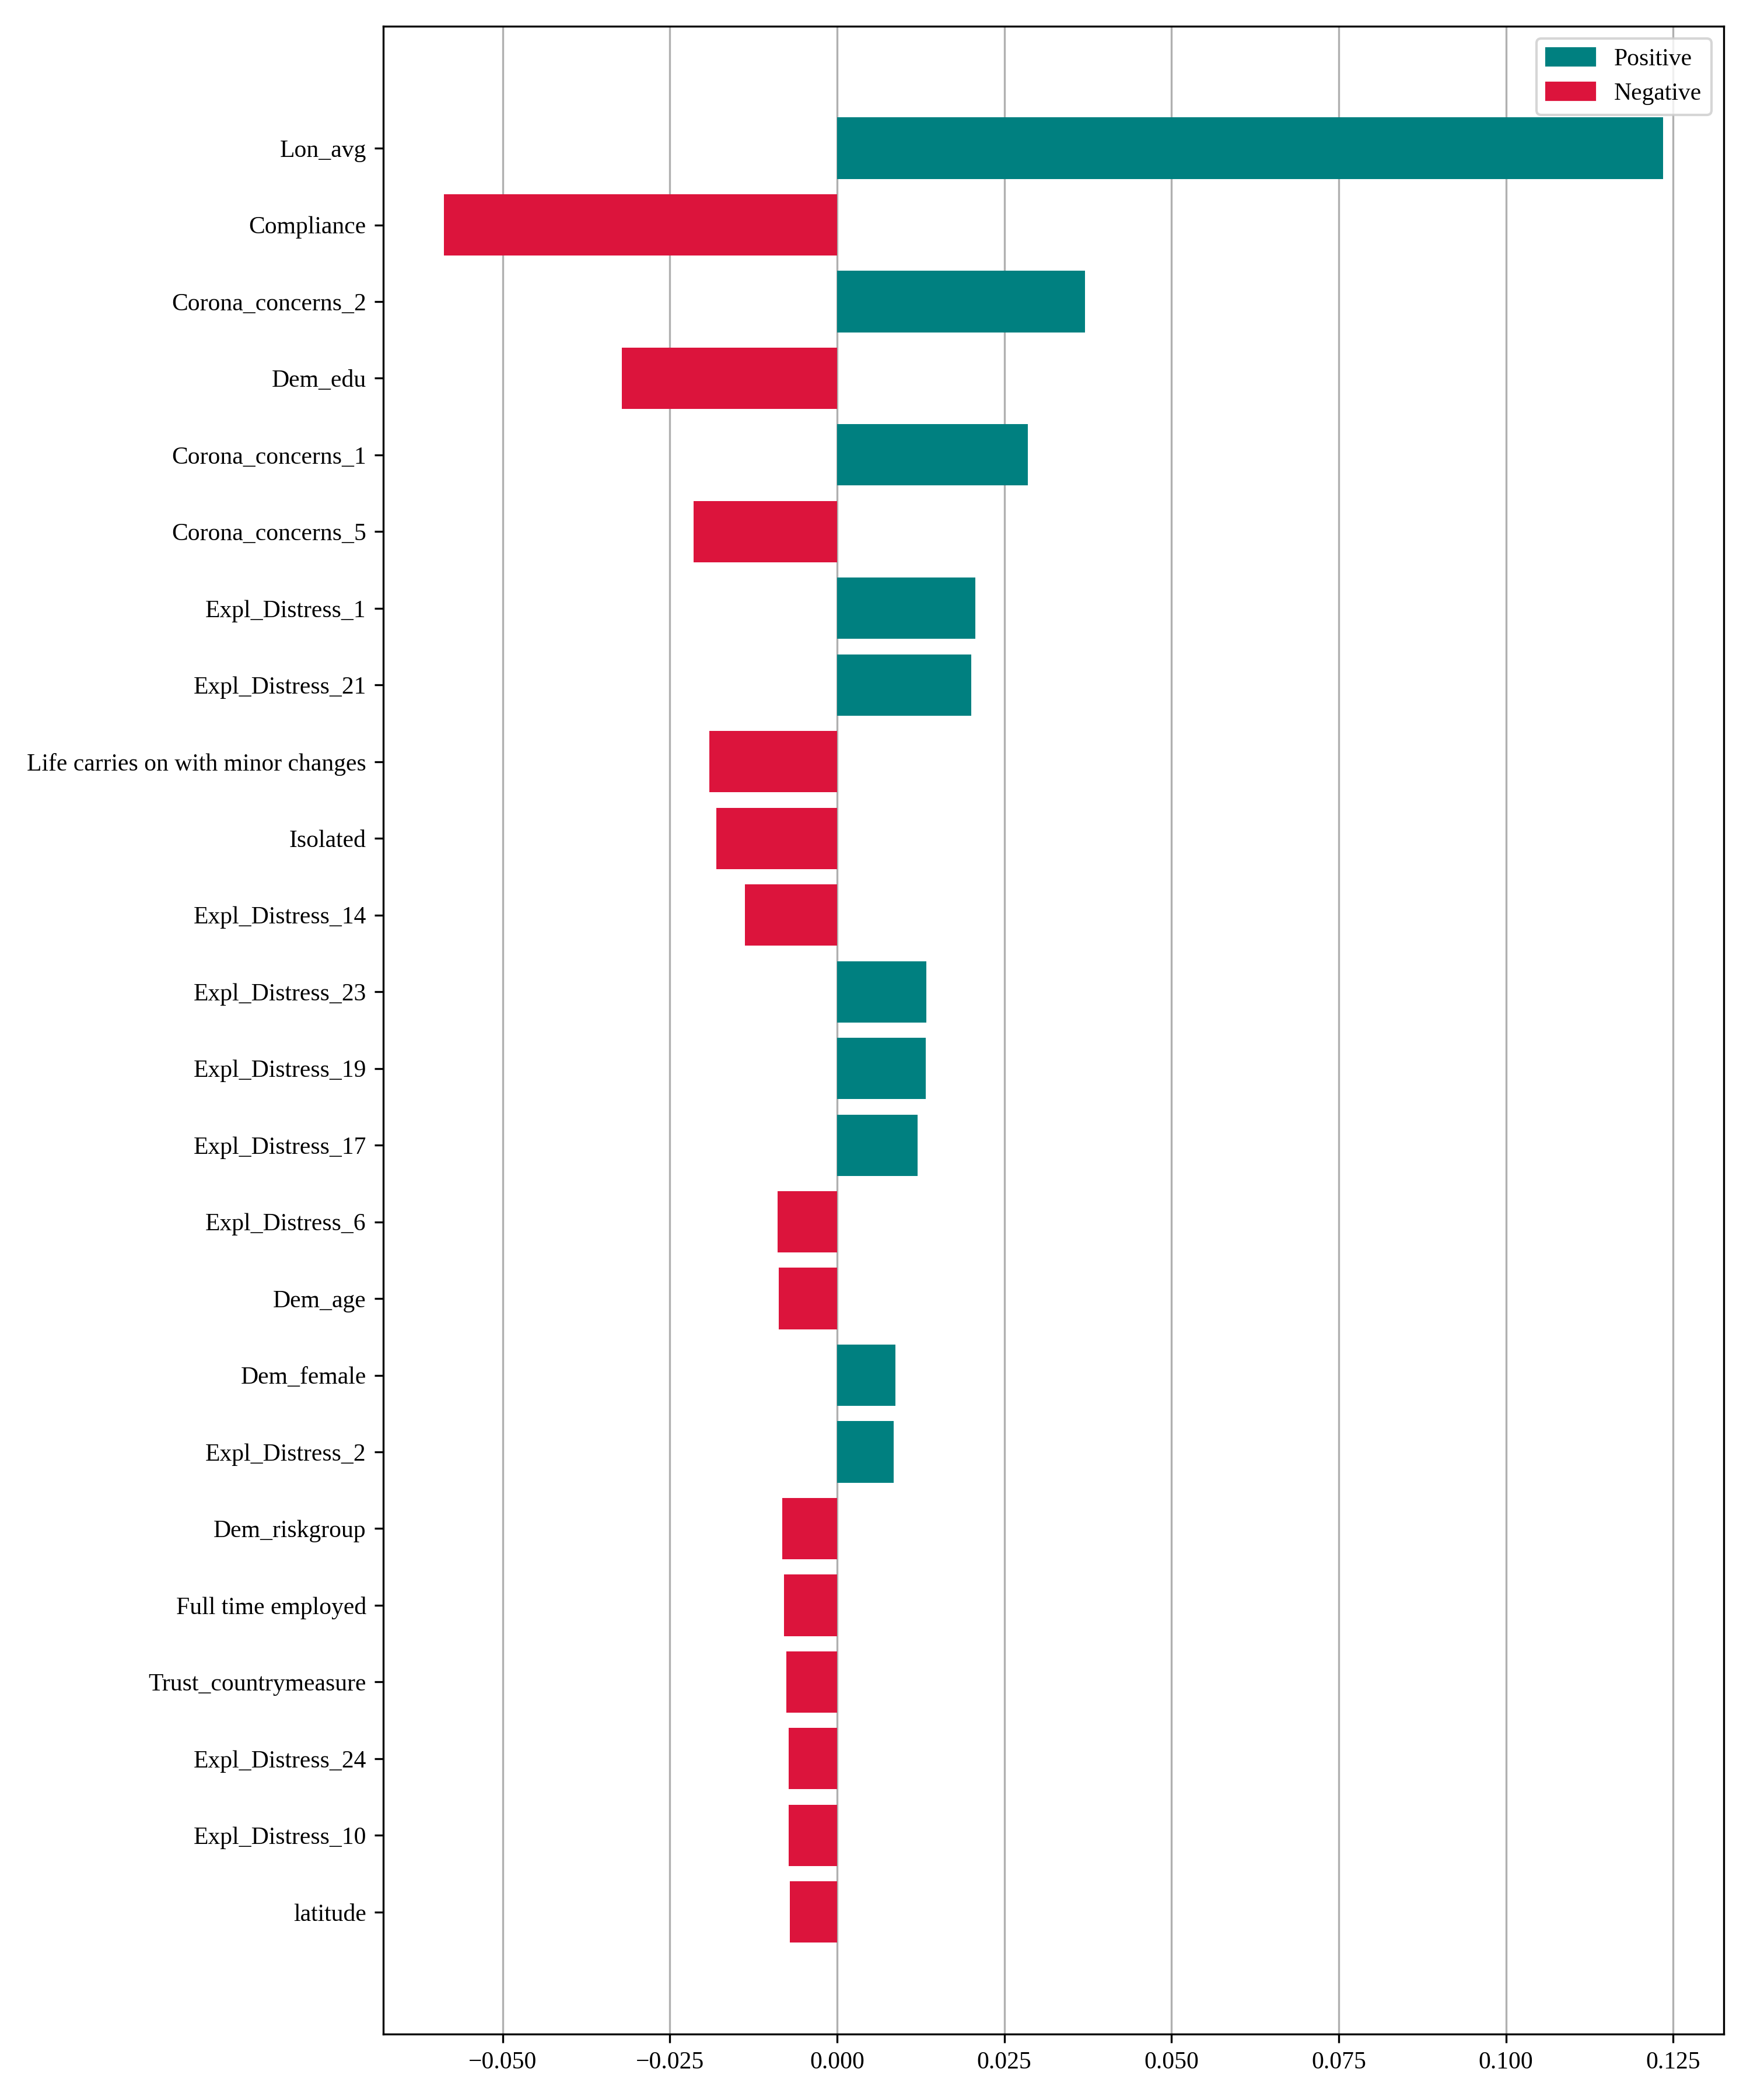 Positive
Negative
Lon_avg
Compliance
Corona_concerns_2
Dem_edu
Corona_concerns_1
Corona_concerns_5
Expl_Distress_1
Expl_Distress_21
Life carries on with minor changes
Isolated
Expl_Distress_14
Expl_Distress_23
Expl_Distress_19
Expl_Distress_17
Expl_Distress_6
Dem_age
Dem_female
Expl_Distress_2
Dem_riskgroup
Full time employed
Trust_countrymeasure
Expl_Distress_24
Expl_Distress_10
latitude
−0.050 −0.025 0.000 0.025 0.050 0.075 0.100 0.125